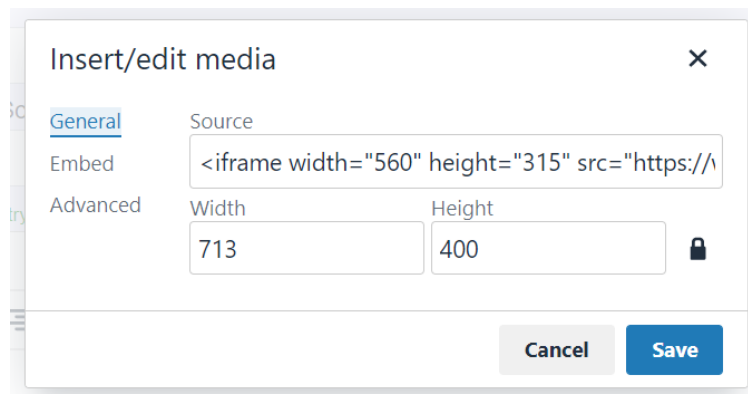 Insert/edit media
General
Source
<iframe width="560" height="315" src="https://
Embed
Advanced
Width
Height
713
400
Cancel
Save